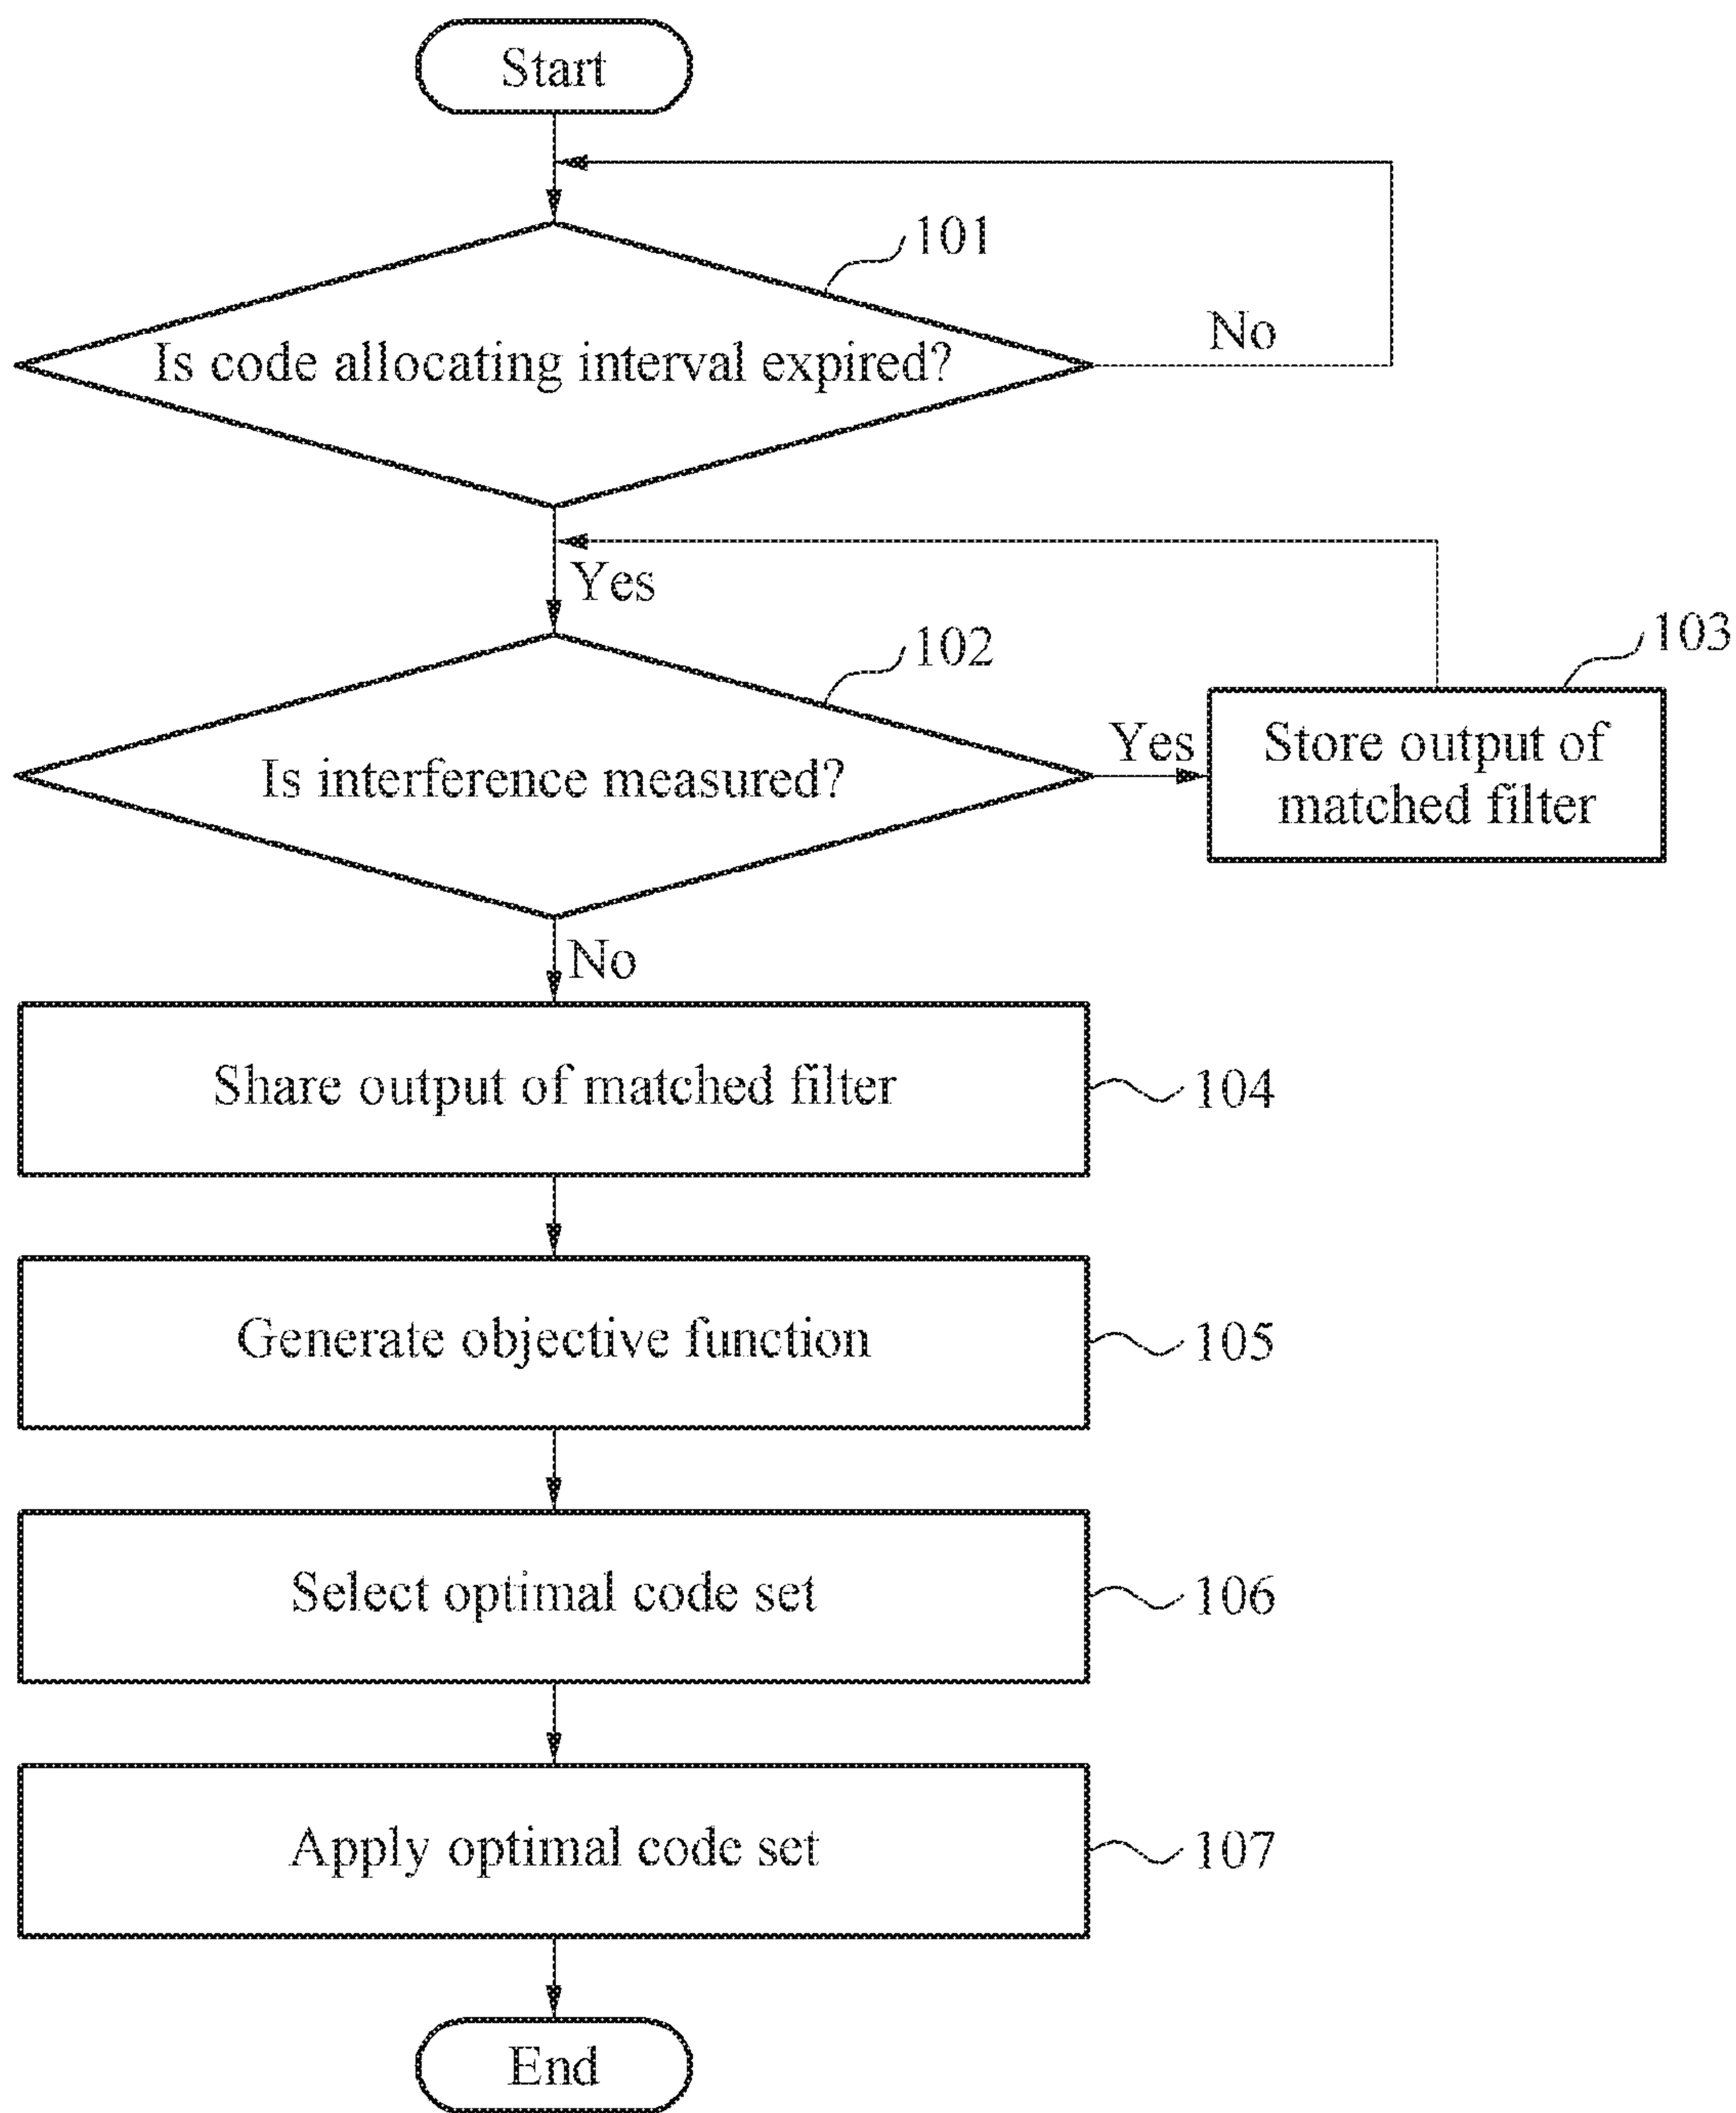 Start
101
Is code allocating interval expired?
No
Yes
102
Is interference measured?
Yes
103
Store output of
matched filter
No
Share output of matched filter
104
Generate objective function
105
Select optimal code set
106
Apply optimal code set
107
End